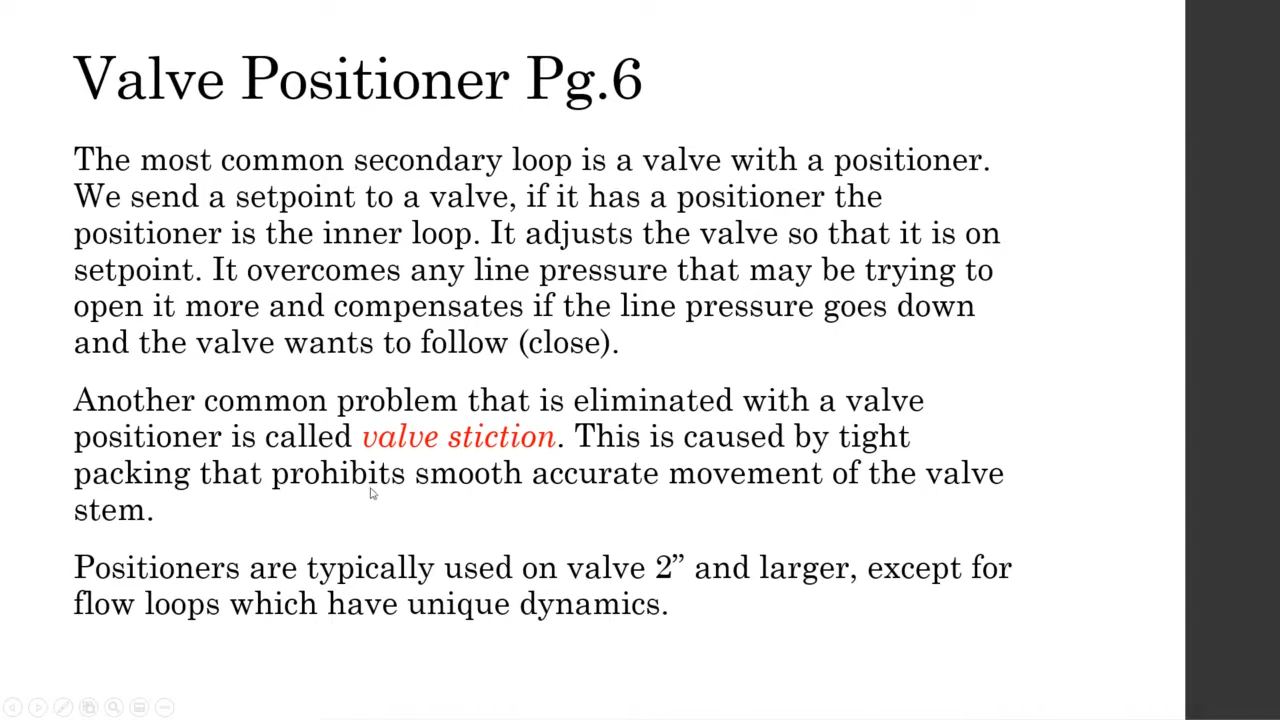 Valve Positioner Pg.6
The most common secondary loop is a valve with a positioner.
We send a setpoint to a valve, if it has a positioner the
positioner is the inner loop. It adjusts the valve so that it is on
setpoint. It overcomes any line pressure that may be trying to
open it more and compensates if the line pressure goes down
and the valve wants to follow (close).
Another common problem that is eliminated with a valve
positioner is called valve stiction. This is caused by tight
packing that prohibits smooth accurate movement of the valve
stem.
Positioners are typically used on valve 2” and larger, except for
flow loops which have unique dynamics.